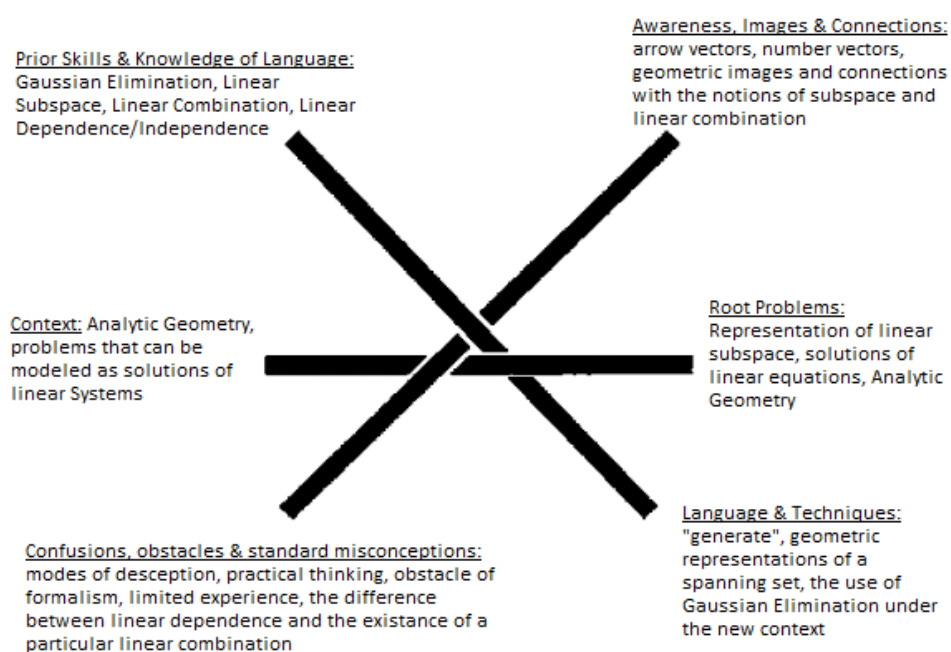 Prior Skills & Knowledge of Language:
Gaussian Elimination, Linear
Subspace, Linear Combination, Linear
Dependence/Independence
Awareness, Images & Connections:
arrow vectors, number vectors,
geometric images and connections
with the notions of subspace and
linear combination
Context: Analytic Geometry,
problems that can be
modeled as solutions of
linear Systems
Root Problems:
Representation of linear
subspace, solutions of
linear equations, Analytic
Geometry
Confusions, obstacles & standard misconceptions:
modes of desception, practical thinking, obstacle of
formalism, limited experience, the difference
between linear dependence and the existance of a
particular linear combination
Language & Techniques:
"generate", geometric
representations of a
spanning set, the use of
Gaussian Elimination under
the new context